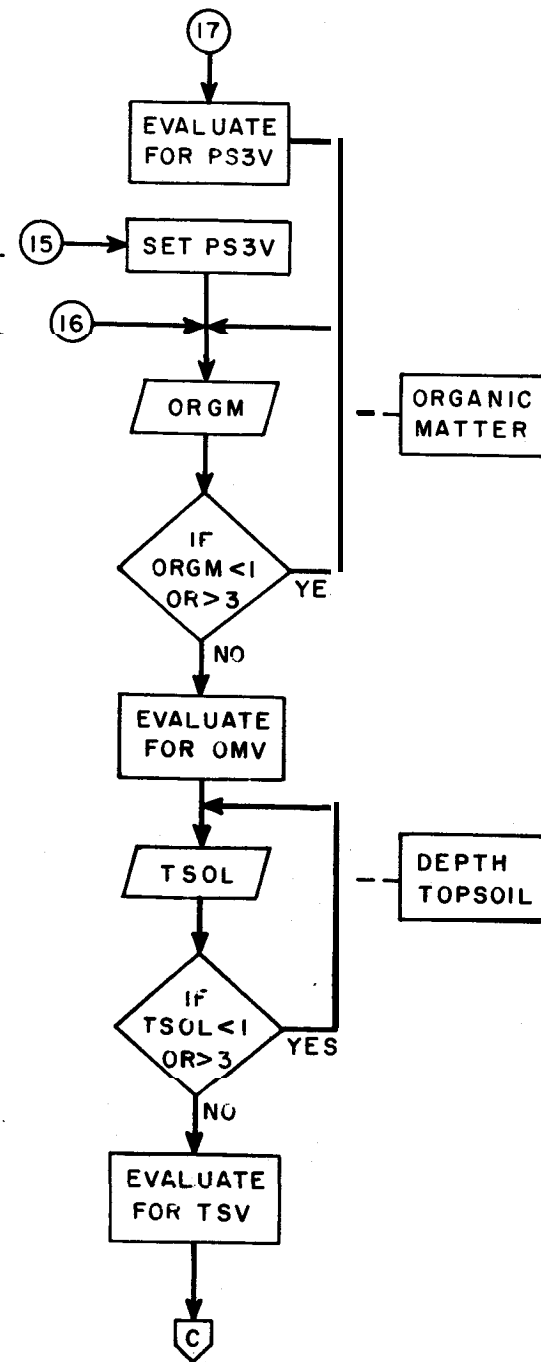 17
EVALUATE
FOR PS3V
15
SET PS3V
16
ORGM
ORGANIC
MATTER
IF
ORGM<1
OR>3
YE
NO
EVALUATE
FOR OMV
TSOL
DEPTH
TOPSOIL
IF
TSOL<1
OR>3
YES
NO
EVALUATE
FOR TSV
C